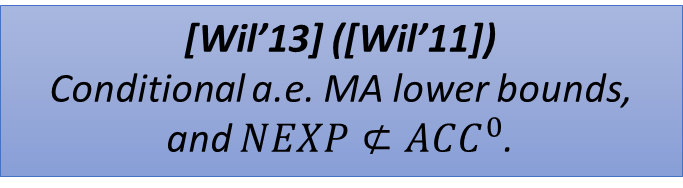 [Wil’13] ([Wil’11])
Conditional a.e. MA lower bounds,
and NEXP ⊄ ACC⁰.